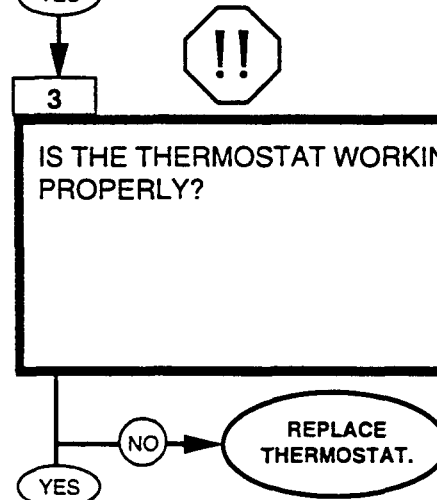 YES
!!
3
IS THE THERMOSTAT WORKIN
PROPERLY?
NO
REPLACE
THERMOSTAT.
YES